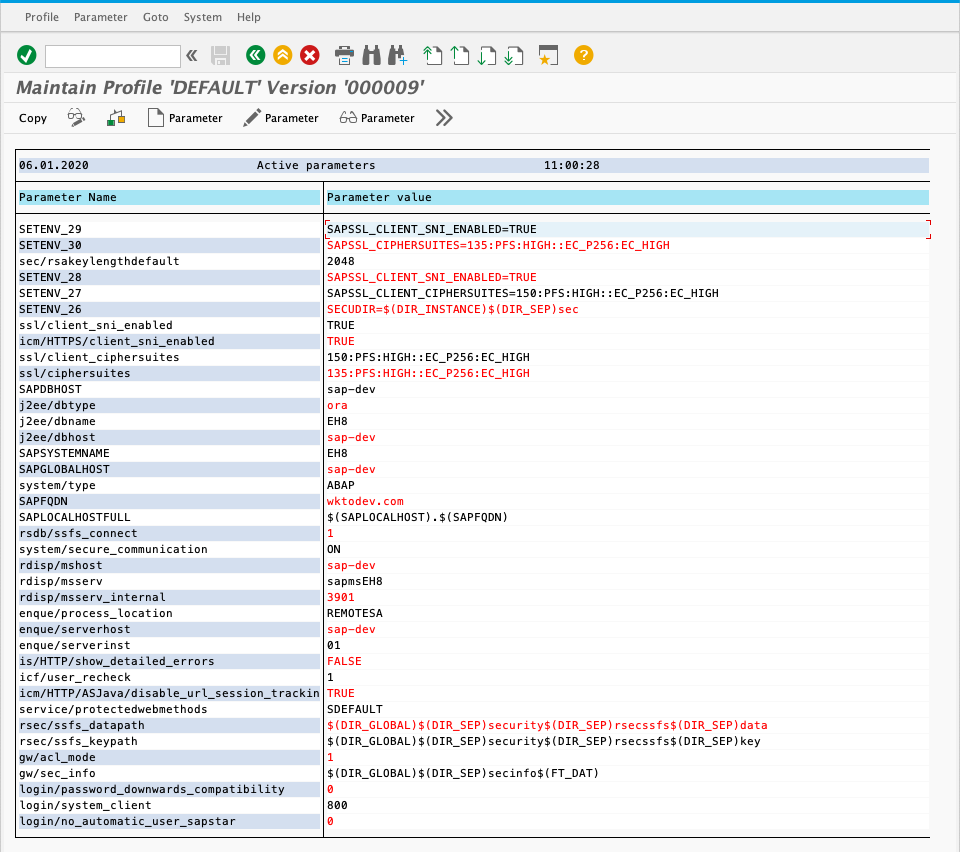 Profile Parameter Goto System Help
Maintain Profile 'DEFAULT' Version '000009'
Copy Parameter Parameter Parameter
06.01.2020 Active parameters 11:00:28
Parameter Name Parameter value
SETENV_29 SAPSSL_CLIENT_SNI_ENABLED=TRUE
SETENV_30 SAPSSL_CIPHERSUITES=135:PFS:HIGH::EC_P256:EC_HIGH
sec/rsakeylengthdefault 2048
SETENV_28 SAPSSL_CLIENT_SNI_ENABLED=TRUE
SETENV_27 SAPSSL_CLIENT_CIPHERSUITES=150:PFS:HIGH::EC_P256:EC_HIGH
SETENV_26 SECUDIR=$(DIR_INSTANCE)$(DIR_SEP)sec
ssl/client_sni_enabled TRUE
icm/HTTPS/client_sni_enabled TRUE
ssl/client_ciphersuites 150:PFS:HIGH::EC_P256:EC_HIGH
ssl/ciphersuites 135:PFS:HIGH::EC_P256:EC_HIGH
SAPDBHOST sap-dev
j2ee/dbtype ora
j2ee/dbname EH8
j2ee/dbhost sap-dev
SAPSYSTEMNAME EH8
SAPGLOBALHOST sap-dev
system/type ABAP
SAPFQDN wktodev.com
SAPLOCALHOSTFULL $(SAPLOCALHOST).$(SAPFQDN)
rsdb/ssfs_connect 1
system/secure_communication ON
rdisp/mshost sap-dev
rdisp/msserv sapmsEH8
rdisp/msserv_internal 3901
enque/process_location REMOTESA
enque/serverhost sap-dev
enque/serverinst 01
is/HTTP/show_detailed_errors FALSE
icf/user_recheck 1
icm/HTTP/ASJava/disable_url_session_trackin TRUE
service/protectedwebmethods SDEFAULT
rsec/ssfs_datapath $(DIR_GLOBAL)$(DIR_SEP)security$(DIR_SEP)rsecssfs$(DIR_SEP)data
rsec/ssfs_keypath $(DIR_GLOBAL)$(DIR_SEP)security$(DIR_SEP)rsecssfs$(DIR_SEP)key
gw/acl_mode 1
gw/sec_info $(DIR_GLOBAL)$(DIR_SEP)secinfo$(FT_DAT)
login/password_downwards_compatibility 0
login/system_client 800
login/no_automatic_user_sapstar 0